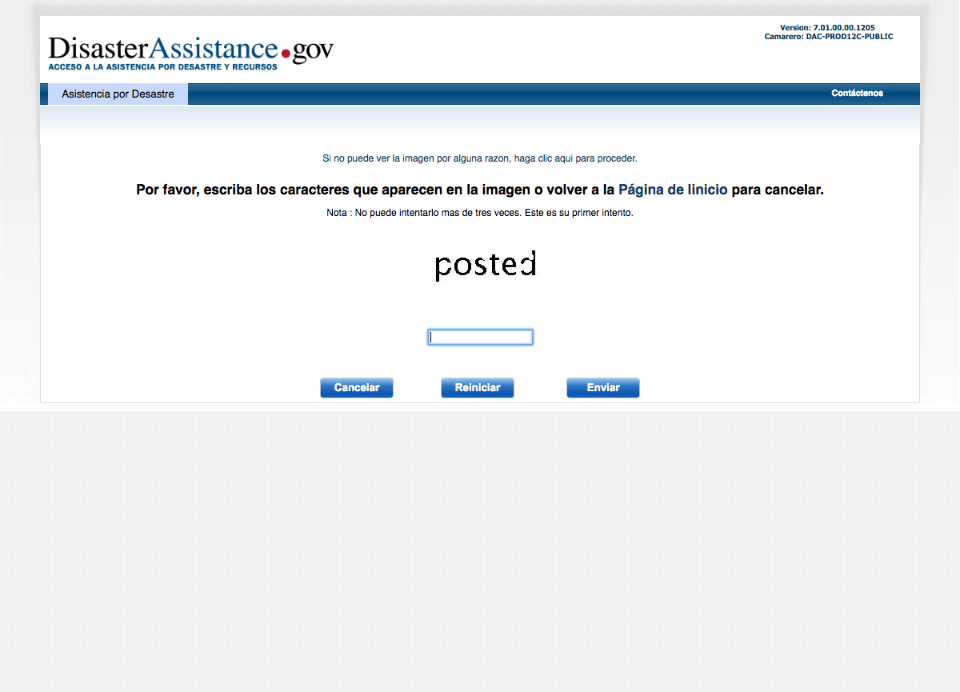 DisasterAssistance.gov
ACCESO A LA ASISTENCIA POR DESASTRE Y RECURSOS
Version: 7.01.00.00.1205
Camarero: DAC-PROD12C-PUBLIC
Asistencia por Desastre
Contáctenos
Si no puede ver la imagen por alguna razon, haga clic aqui para proceder.
Por favor, escriba los caracteres que aparecen en la imagen o volver a la Página de Iinicio para cancelar.
Nota : No puede intentarlo mas de tres veces. Este es su primer intento.
posted
Cancelar
Reiniciar
Enviar